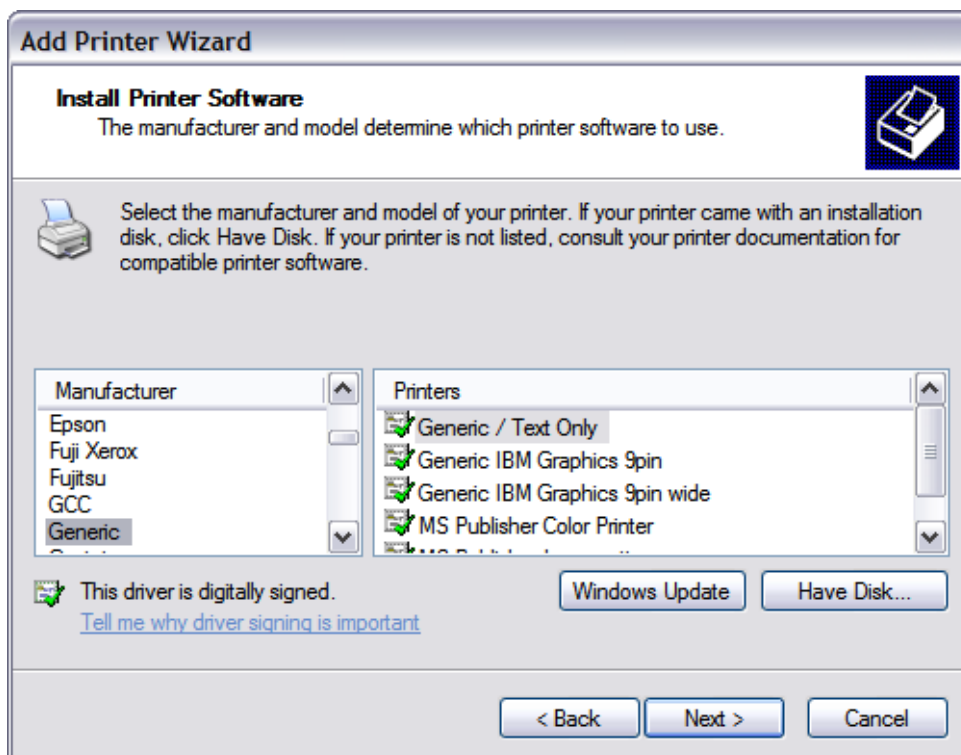 Add Printer Wizard
Install Printer Software
The manufacturer and model determine which printer software to use.
Select the manufacturer and model of your printer. If your printer came with an installation
disk, click Have Disk. If your printer is not listed, consult your printer documentation for
compatible printer software.
Manufacturer
Epson
Fuji Xerox
Fujitsu
GCC
Generic
Printers
Generic / Text Only
Generic IBM Graphics 9pin
Generic IBM Graphics 9pin wide
MS Publisher Color Printer
This driver is digitally signed.
Tell me why driver signing is important
Windows Update
Have Disk...
< Back
Next >
Cancel